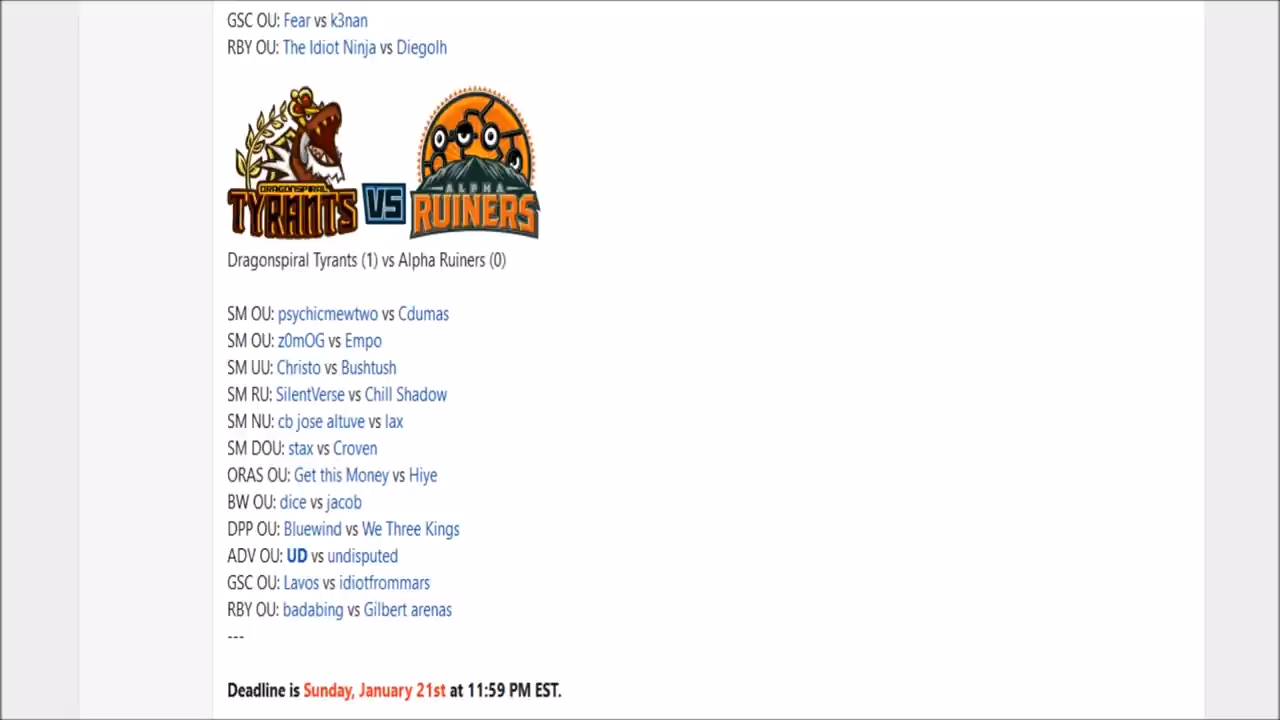 GSC OU: Fear vs k3nan
RBY OU: The Idiot Ninja vs Diegolh
DRAGONSPIRAL
TYRANTS
VS
ALPHA
RUINERS
Dragonspiral Tyrants (1) vs Alpha Ruiners (0)
SM OU: psychicmewtwo vs Cdumas
SM OU: z0mOG vs Empo
SM UU: Christo vs Bushtush
SM RU: SilentVerse vs Chill Shadow
SM NU: cb jose altuve vs lax
SM DOU: stax vs Croven
ORAS OU: Get this Money vs Hiye
BW OU: dice vs jacob
DPP OU: Bluewind vs We Three Kings
ADV OU: UD vs undisputed
GSC OU: Lavos vs idiotfrommars
RBY OU: badabing vs Gilbert arenas
---
Deadline is Sunday, January 21st at 11:59 PM EST.